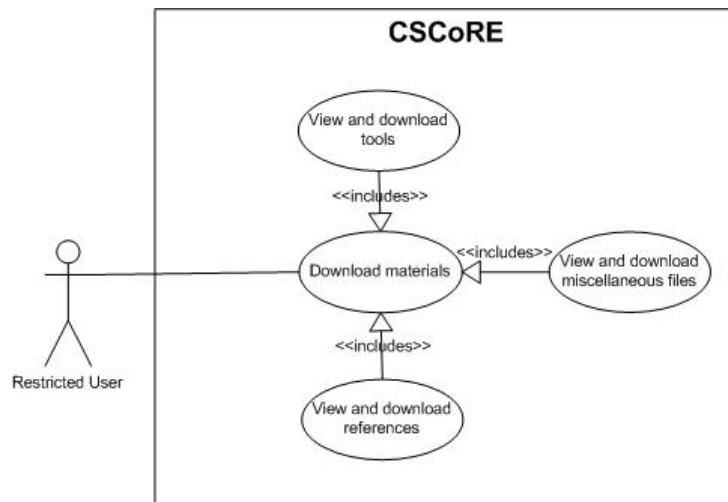 CSCoRE
View and download
tools
<<includes>>
Download materials
<<includes>>
View and download
miscellaneous files
<<includes>>
Restricted User
View and download
references